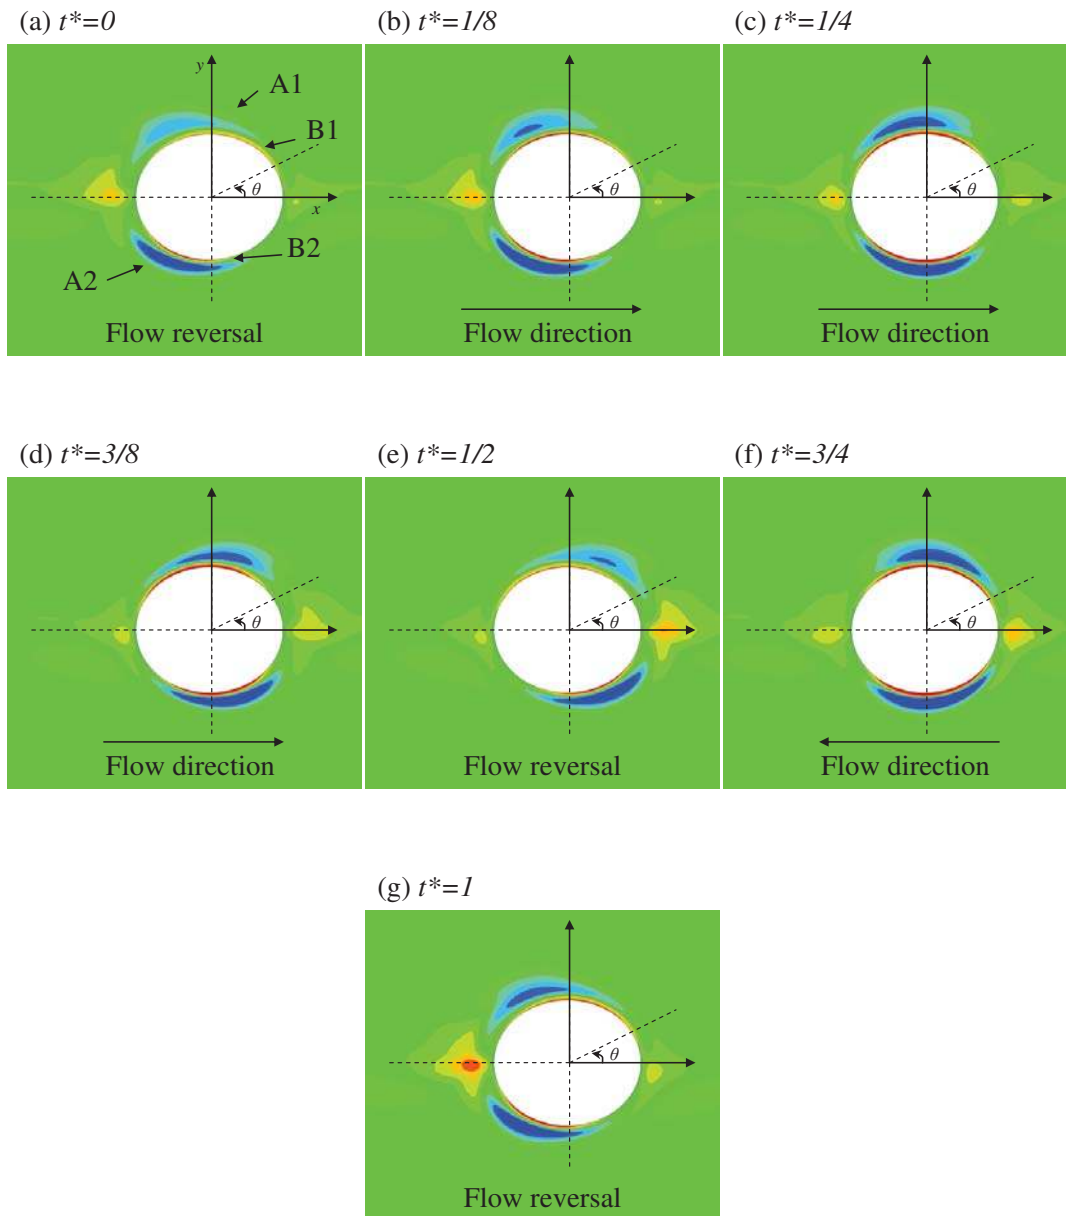 (a) t*=0
(b) t*=1/8
(c) t*=1/4
y
A1
B1
θ
x
B2
A2
Flow reversal
θ
Flow direction
θ
Flow direction
(d) t*=3/8
(e) t*=1/2
(f) t*=3/4
θ
Flow direction
θ
Flow reversal
θ
Flow direction
(g) t*=1
θ
Flow reversal